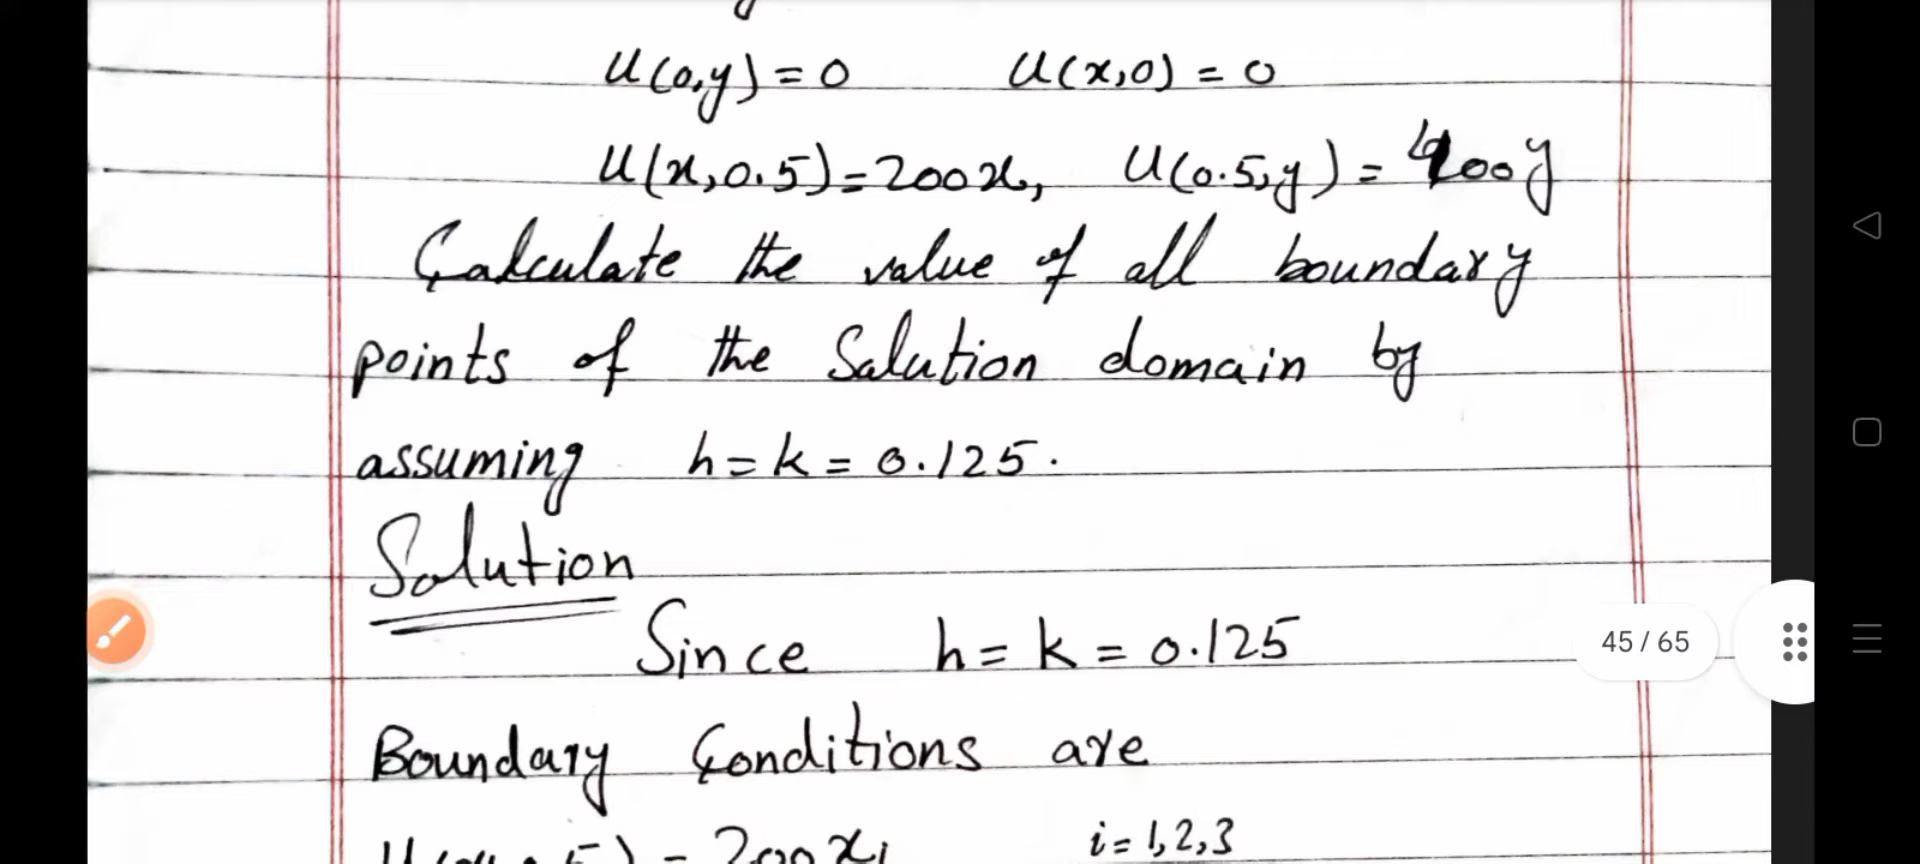 U(0,y)=0 U(x,0)=0
U(x,0.5)=200x, U(0.5,y)=400y
Calculate the value of all boundary
points of the Solution domain by
assuming h=k=0.125.
Solution
Since h=k=0.125
45/65
Boundary Conditions are
i=1,2,3